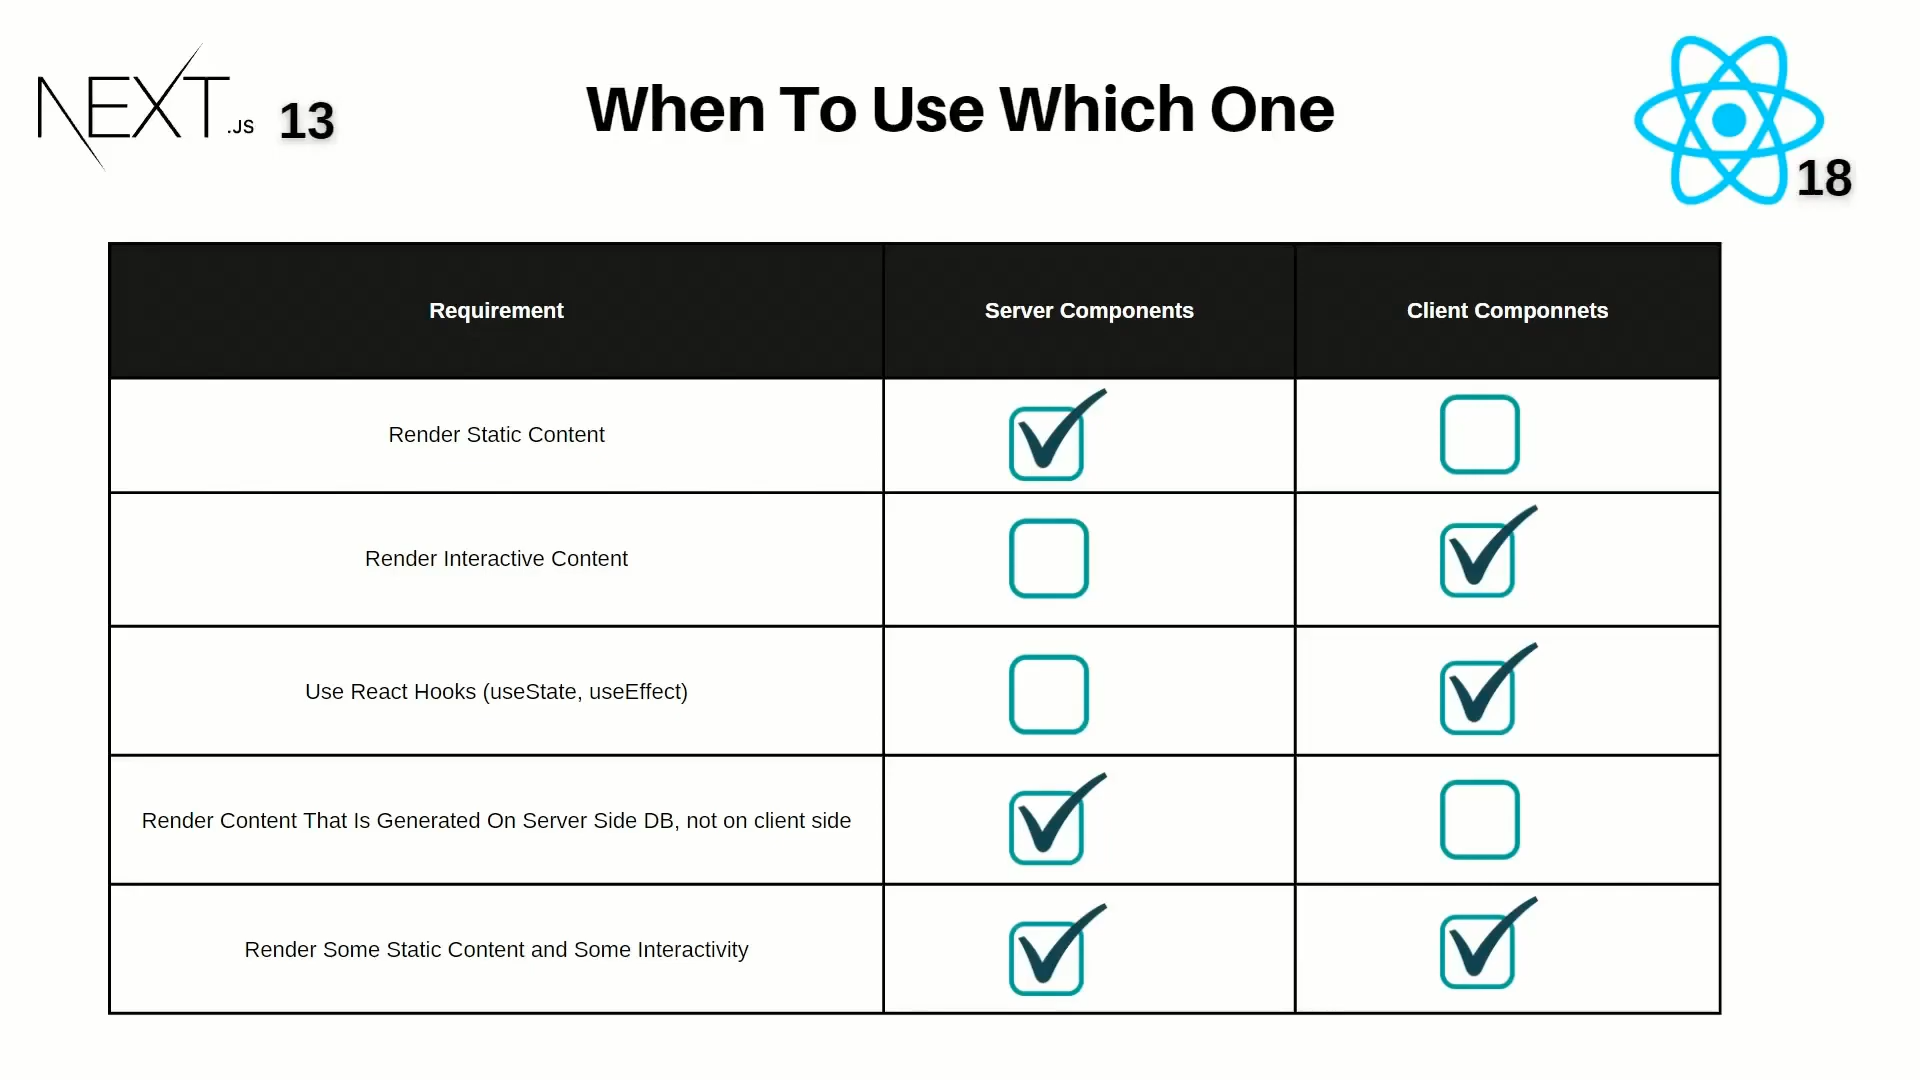 NEXT.JS 13
When To Use Which One
18
Requirement
Server Components
Client Componnets
Render Static Content
Render Interactive Content
Use React Hooks (useState, useEffect)
Render Content That Is Generated On Server Side DB, not on client side
Render Some Static Content and Some Interactivity